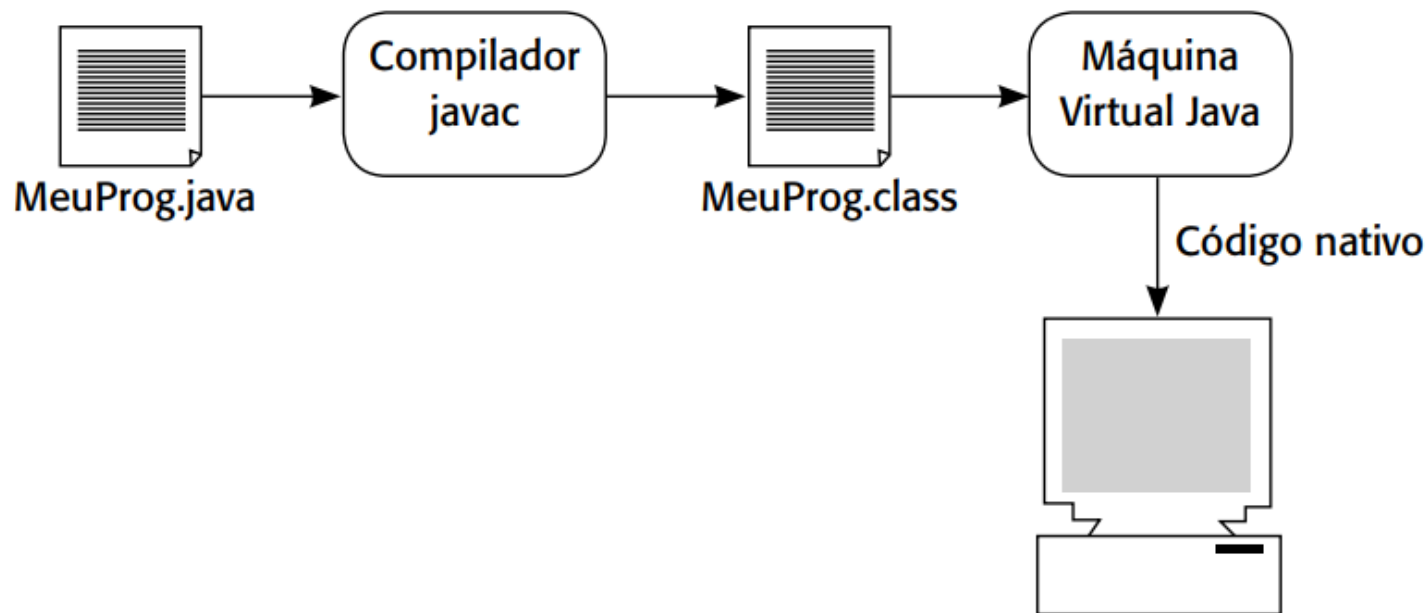 MeuProg.java
Compilador
javac
MeuProg.class
Máquina
Virtual Java
Código nativo